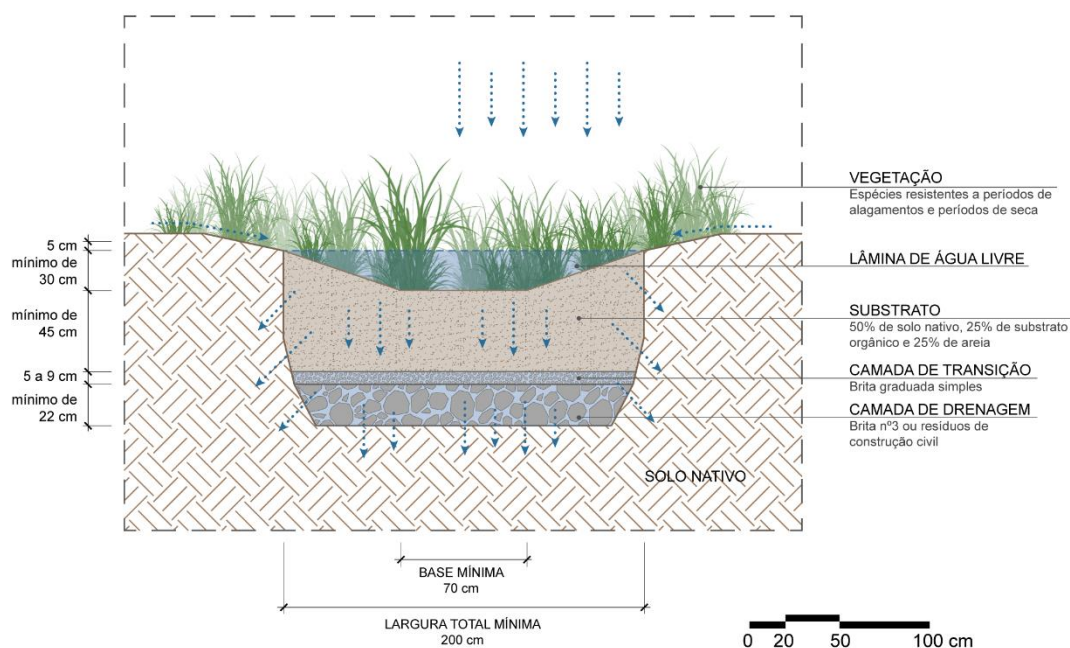 VEGETAÇÃO
Espécies resistentes a períodos de
alagamentos e períodos de seca
LÂMINA DE ÁGUA LIVRE
SUBSTRATO
50% de solo nativo, 25% de substrato
orgânico e 25% de areia
CAMADA DE TRANSIÇÃO
Brita graduada simples
CAMADA DE DRENAGEM
Brita nº3 ou resíduos de
construção civil
5 cm
mínimo de
30 cm
mínimo de
45 cm
5 a 9 cm
mínimo de
22 cm
SOLO NATIVO
BASE MÍNIMA
70 cm
LARGURA TOTAL MÍNIMA
200 cm
0 20 50 100 cm